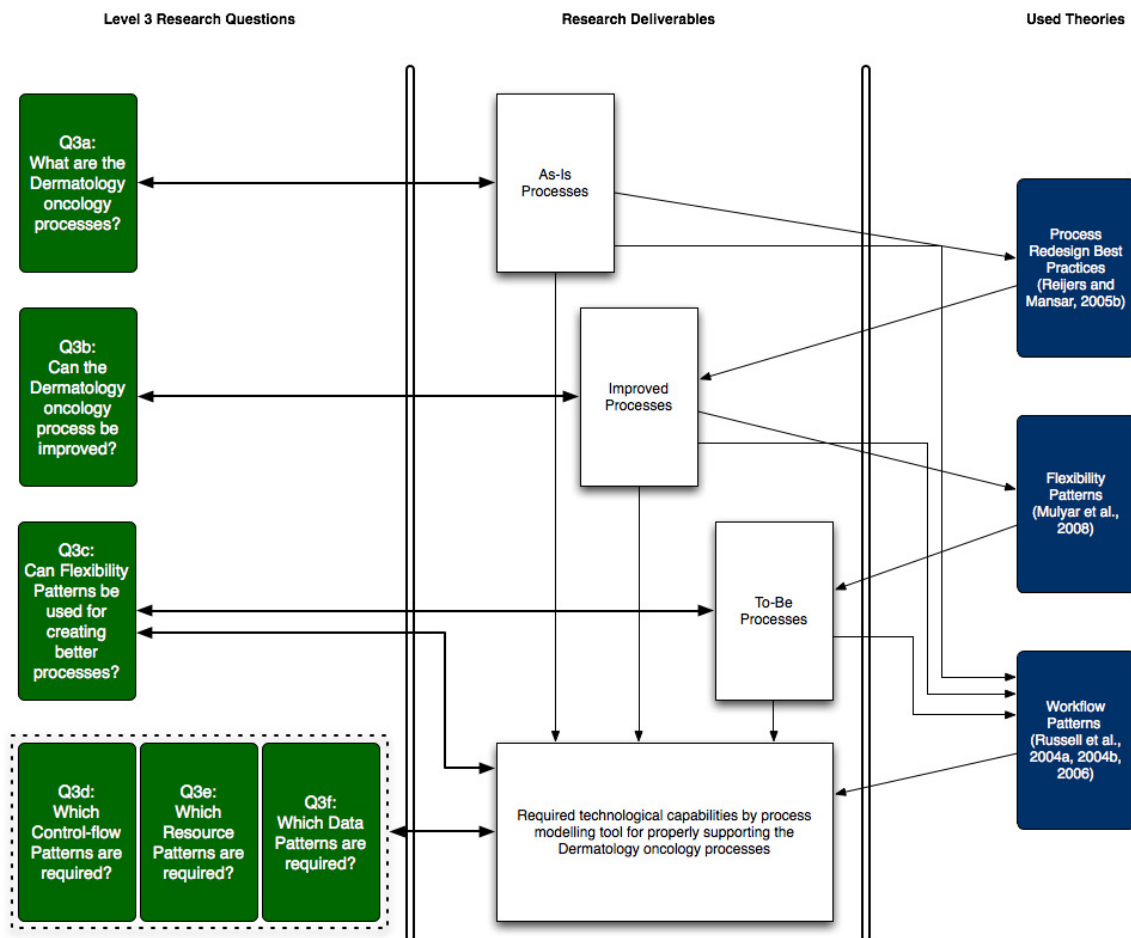 Level 3 Research Questions
Research Deliverables
Used Theories
Q3a:
What are the
Dermatology
oncology
processes?
As-Is
Processes
Process
Redesign Best
Practices
(Reijers and
Mansar, 2005b)
Q3b:
Can the
Dermatology
oncology
process be
improved?
Improved
Processes
Flexibility
Patterns
(Mulyar et al.,
2008)
Q3c:
Can Flexibility
Patterns be
used for
creating
better
processes?
To-Be
Processes
Workflow
Patterns
(Russell et al.,
2004a, 2004b,
2006)
Q3d:
Which
Control-flow
Patterns are
required?
Q3e:
Which
Resource
Patterns are
required?
Q3f:
Which Data
Patterns are
required?
Required technological capabilities by process
modelling tool for properly supporting the
Dermatology oncology processes